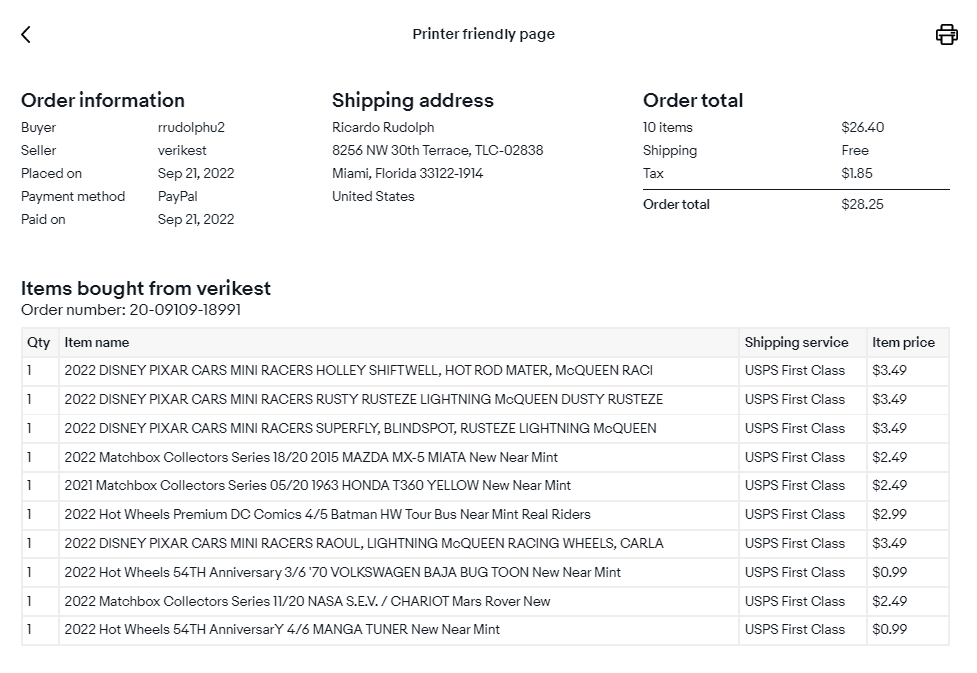 Printer friendly page
Order information
Buyer rrudolphu2
Seller verikest
Placed on Sep 21, 2022
Payment method PayPal
Paid on Sep 21, 2022
Shipping address
Ricardo Rudolph
8256 NW 30th Terrace, TLC-02838
Miami, Florida 33122-1914
United States
Order total
10 items $26.40
Shipping Free
Tax $1.85
Order total $28.25
Items bought from verikest
Order number: 20-09109-18991
Qty Item name Shipping service Item price
1 2022 DISNEY PIXAR CARS MINI RACERS HOLLEY SHIFTWELL, HOT ROD MATER, McQUEEN RACI USPS First Class $3.49
1 2022 DISNEY PIXAR CARS MINI RACERS RUSTY RUSTEZE LIGHTNING McQUEEN DUSTY RUSTEZE USPS First Class $3.49
1 2022 DISNEY PIXAR CARS MINI RACERS SUPERFLY, BLINDSPOT, RUSTEZE LIGHTNING McQUEEN USPS First Class $3.49
1 2022 Matchbox Collectors Series 18/20 2015 MAZDA MX-5 MIATA New Near Mint USPS First Class $2.49
1 2021 Matchbox Collectors Series 05/20 1963 HONDA T360 YELLOW New Near Mint USPS First Class $2.49
1 2022 Hot Wheels Premium DC Comics 4/5 Batman HW Tour Bus Near Mint Real Riders USPS First Class $2.99
1 2022 DISNEY PIXAR CARS MINI RACERS RAOUL, LIGHTNING McQUEEN RACING WHEELS, CARLA USPS First Class $3.49
1 2022 Hot Wheels 54TH Anniversary 3/6 '70 VOLKSWAGEN BAJA BUG TOON New Near Mint USPS First Class $0.99
1 2022 Matchbox Collectors Series 11/20 NASA S.E.V. / CHARIOT Mars Rover New USPS First Class $2.49
1 2022 Hot Wheels 54TH AnniversarY 4/6 MANGA TUNER New Near Mint USPS First Class $0.99